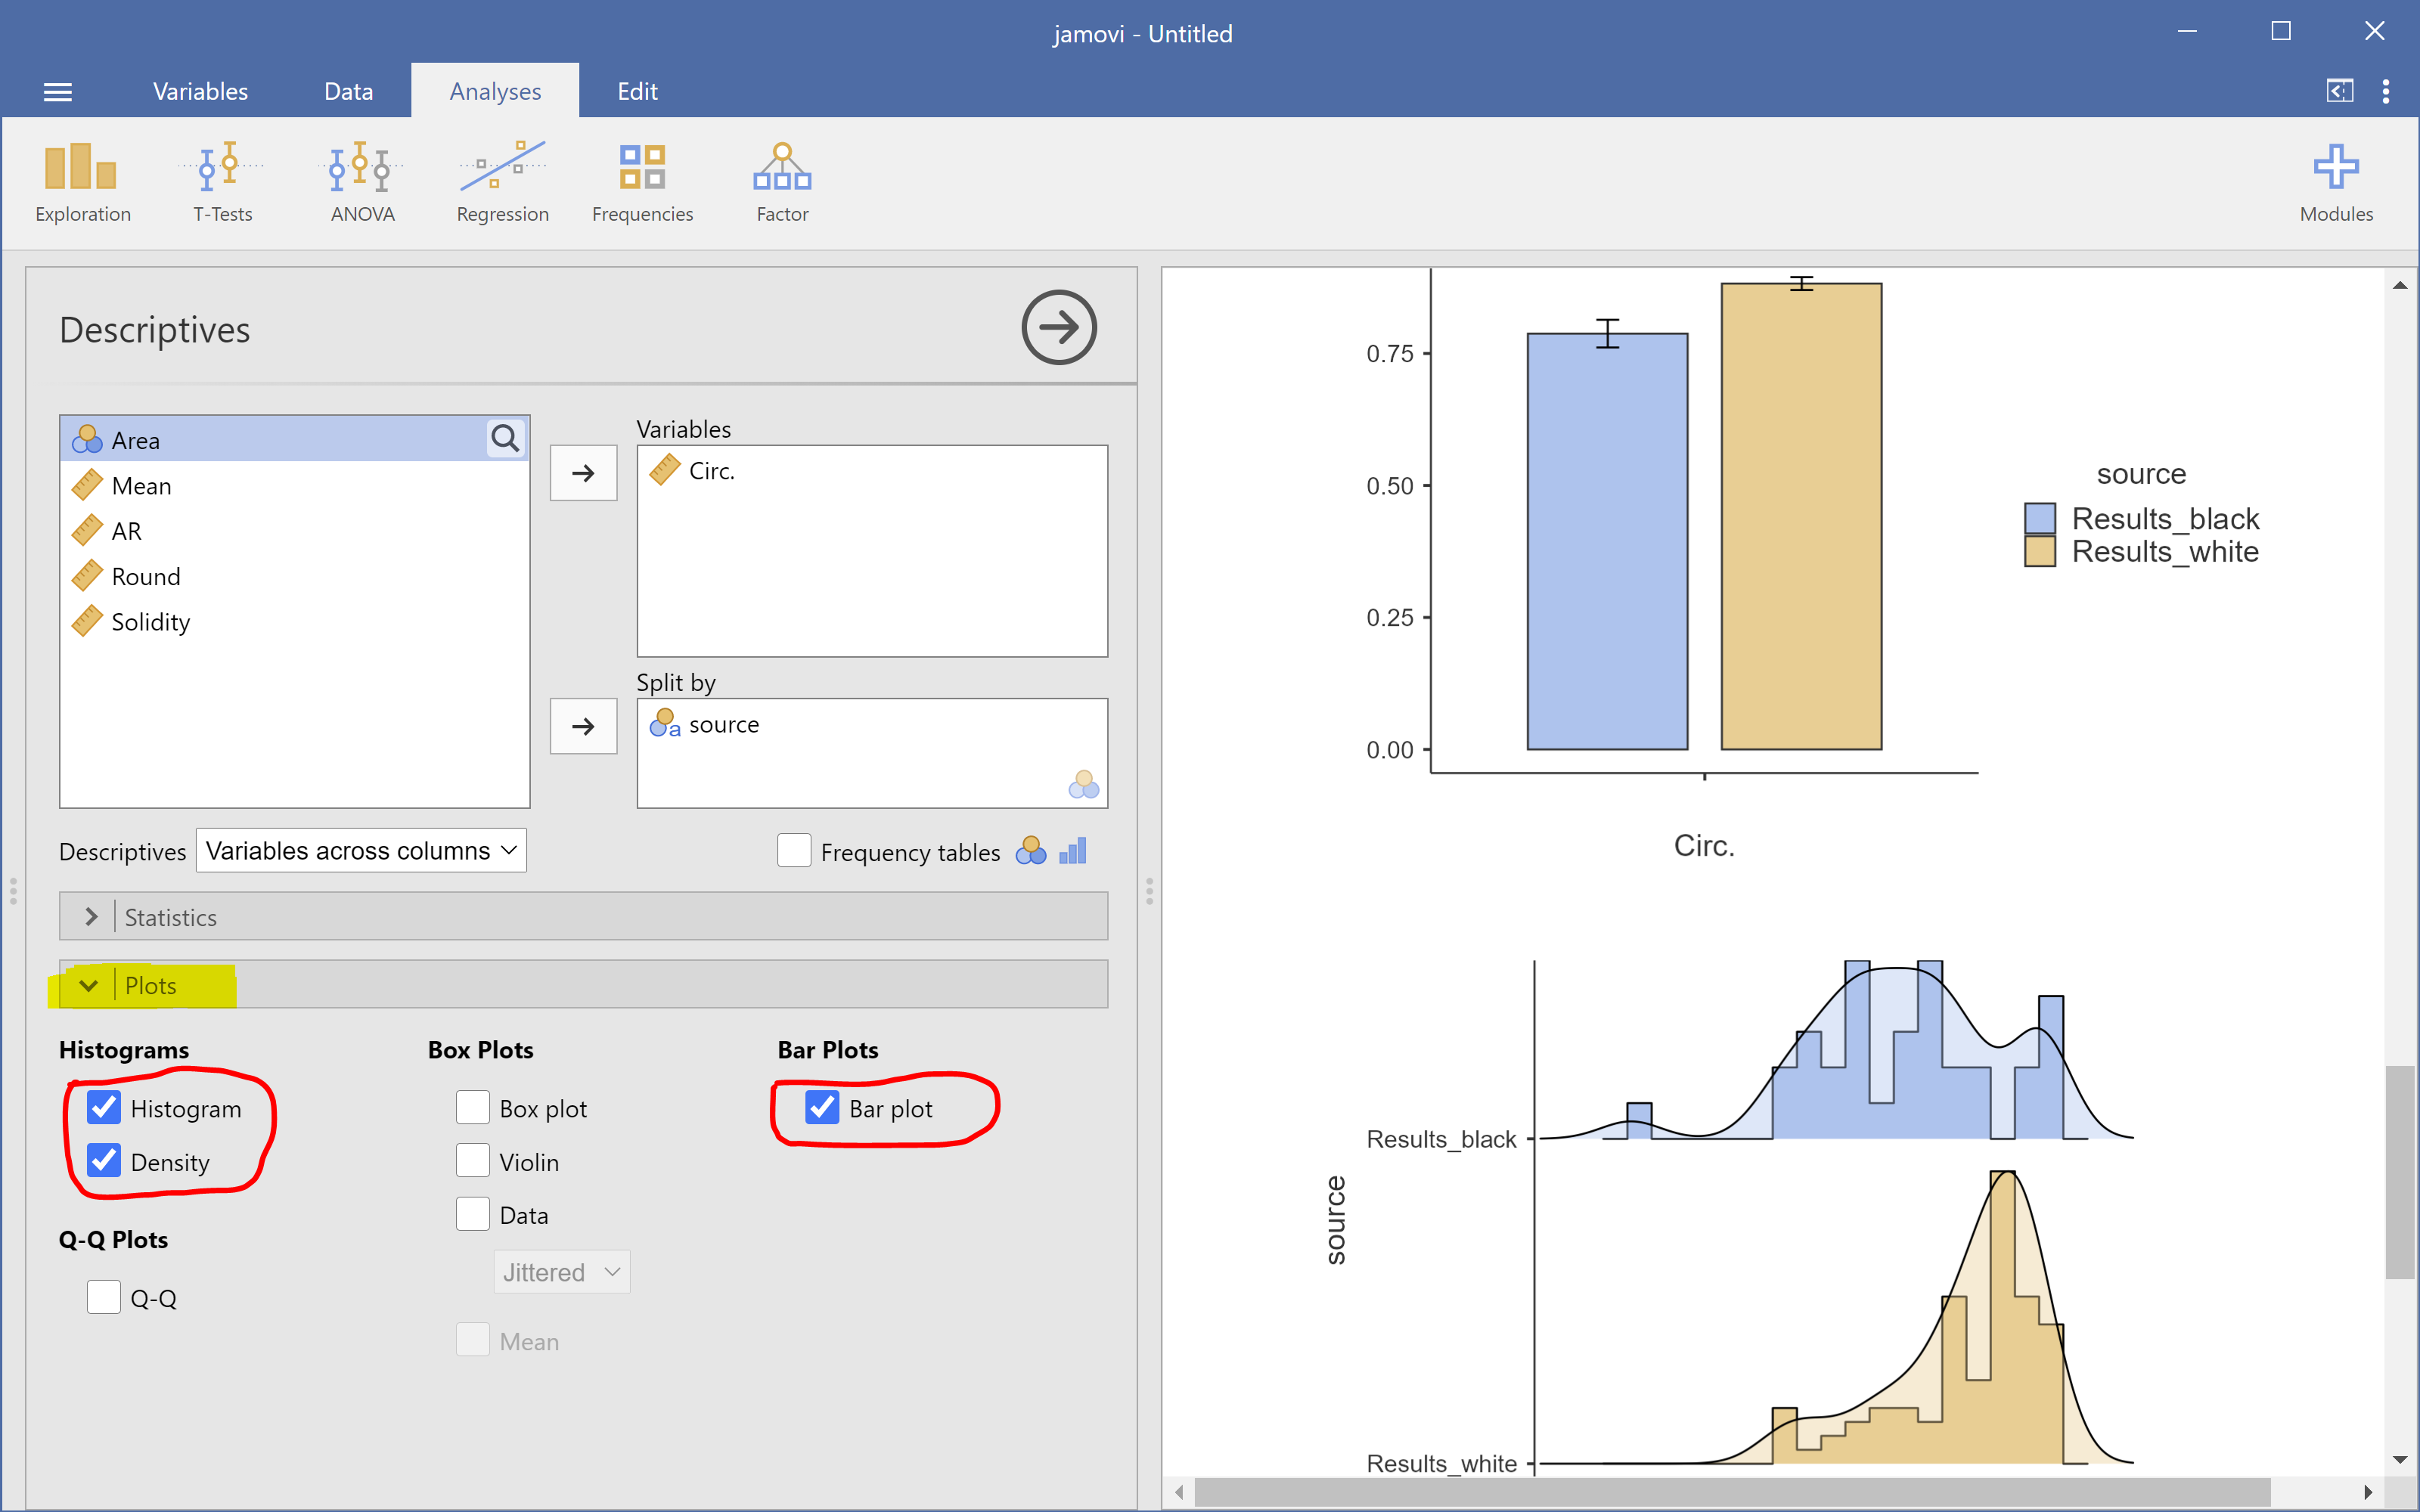 jamovi - Untitled
Variables Data Analyses Edit
Exploration T-Tests ANOVA Regression Frequencies Factor Modules
Descriptives
Area
Mean
AR
Round
Solidity
Variables
Circ.
Split by
source
Descriptives Variables across columns Frequency tables
Statistics
Plots
Histograms Box Plots Bar Plots
Histogram Box plot Bar plot
Density Violin
Data
Q-Q Plots
Jittered
Q-Q
Mean
0.75
0.50
0.25
0.00
Circ.
source
Results_black
Results_white
Results_black
source
Results_white